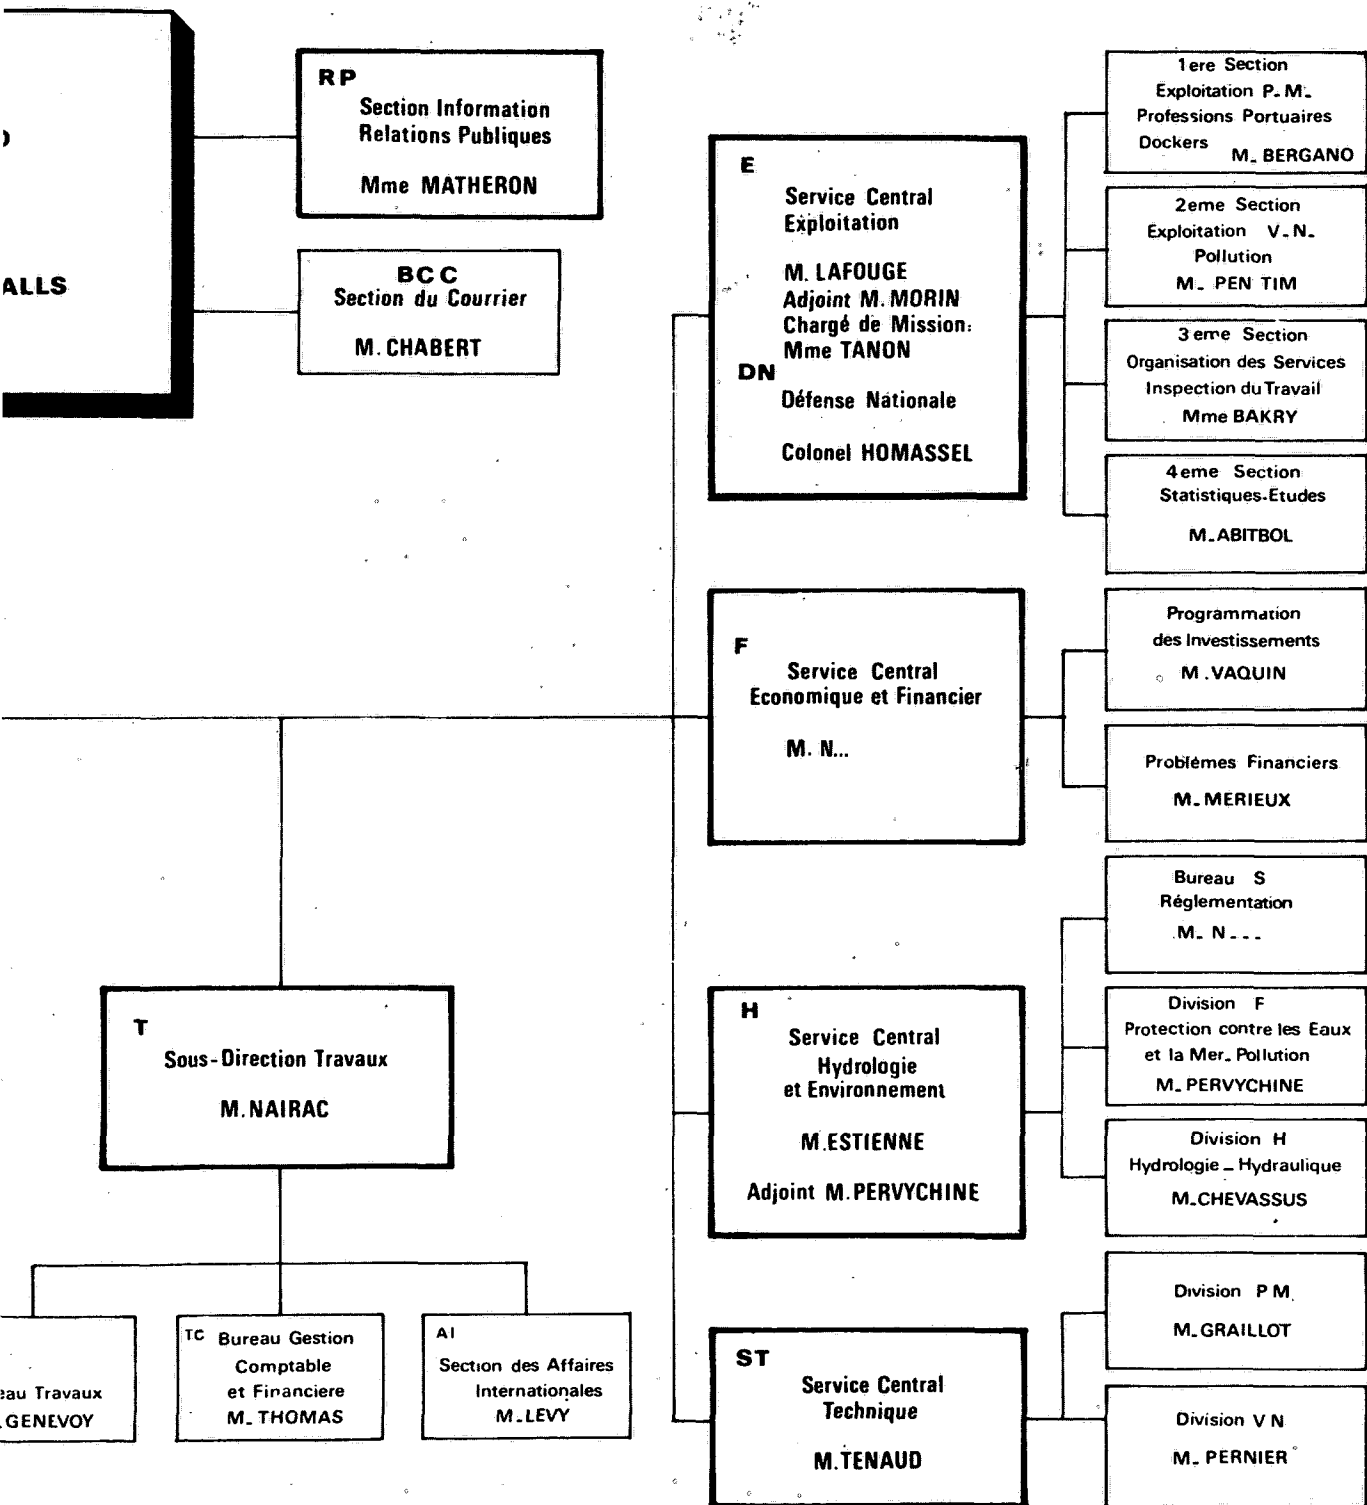 ALLS
RP
Section Information
Relations Publiques
Mme MATHERON
BCC
Section du Courrier
M. CHABERT
E
Service Central
Exploitation
M. LAFOUGE
Adjoint M. MORIN
Chargé de Mission:
Mme TANON
DN
Défense Nationale
Colonel HOMASSEL
1ere Section
Exploitation P.M.
Professions Portuaires
Dockers M. BERGANO
2eme Section
Exploitation V.N.
Pollution
M. PEN TIM
3eme Section
Organisation des Services
Inspection du Travail
Mme BAKRY
4eme Section
Statistiques-Etudes
M. ABITBOL
F
Service Central
Economique et Financier
M. N...
Programmation
des Investissements
M. VAQUIN
Problémes Financiers
M. MERIEUX
T
Sous-Direction Travaux
M. NAIRAC
H
Service Central
Hydrologie
et Environnement
M. ESTIENNE
Adjoint M. PERVYCHINE
Bureau S
Réglementation
M. N...
Division F
Protection contre les Eaux
et la Mer. Pollution
M. PERVYCHINE
Division H
Hydrologie - Hydraulique
M. CHEVASSUS
eau Travaux
. GENEVOY
TC Bureau Gestion
Comptable
et Financiere
M. THOMAS
AI
Section des Affaires
Internationales
M. LEVY
ST
Service Central
Technique
M. TENAUD
Division P M
M. GRAILLOT
Division V N
M. PERNIER